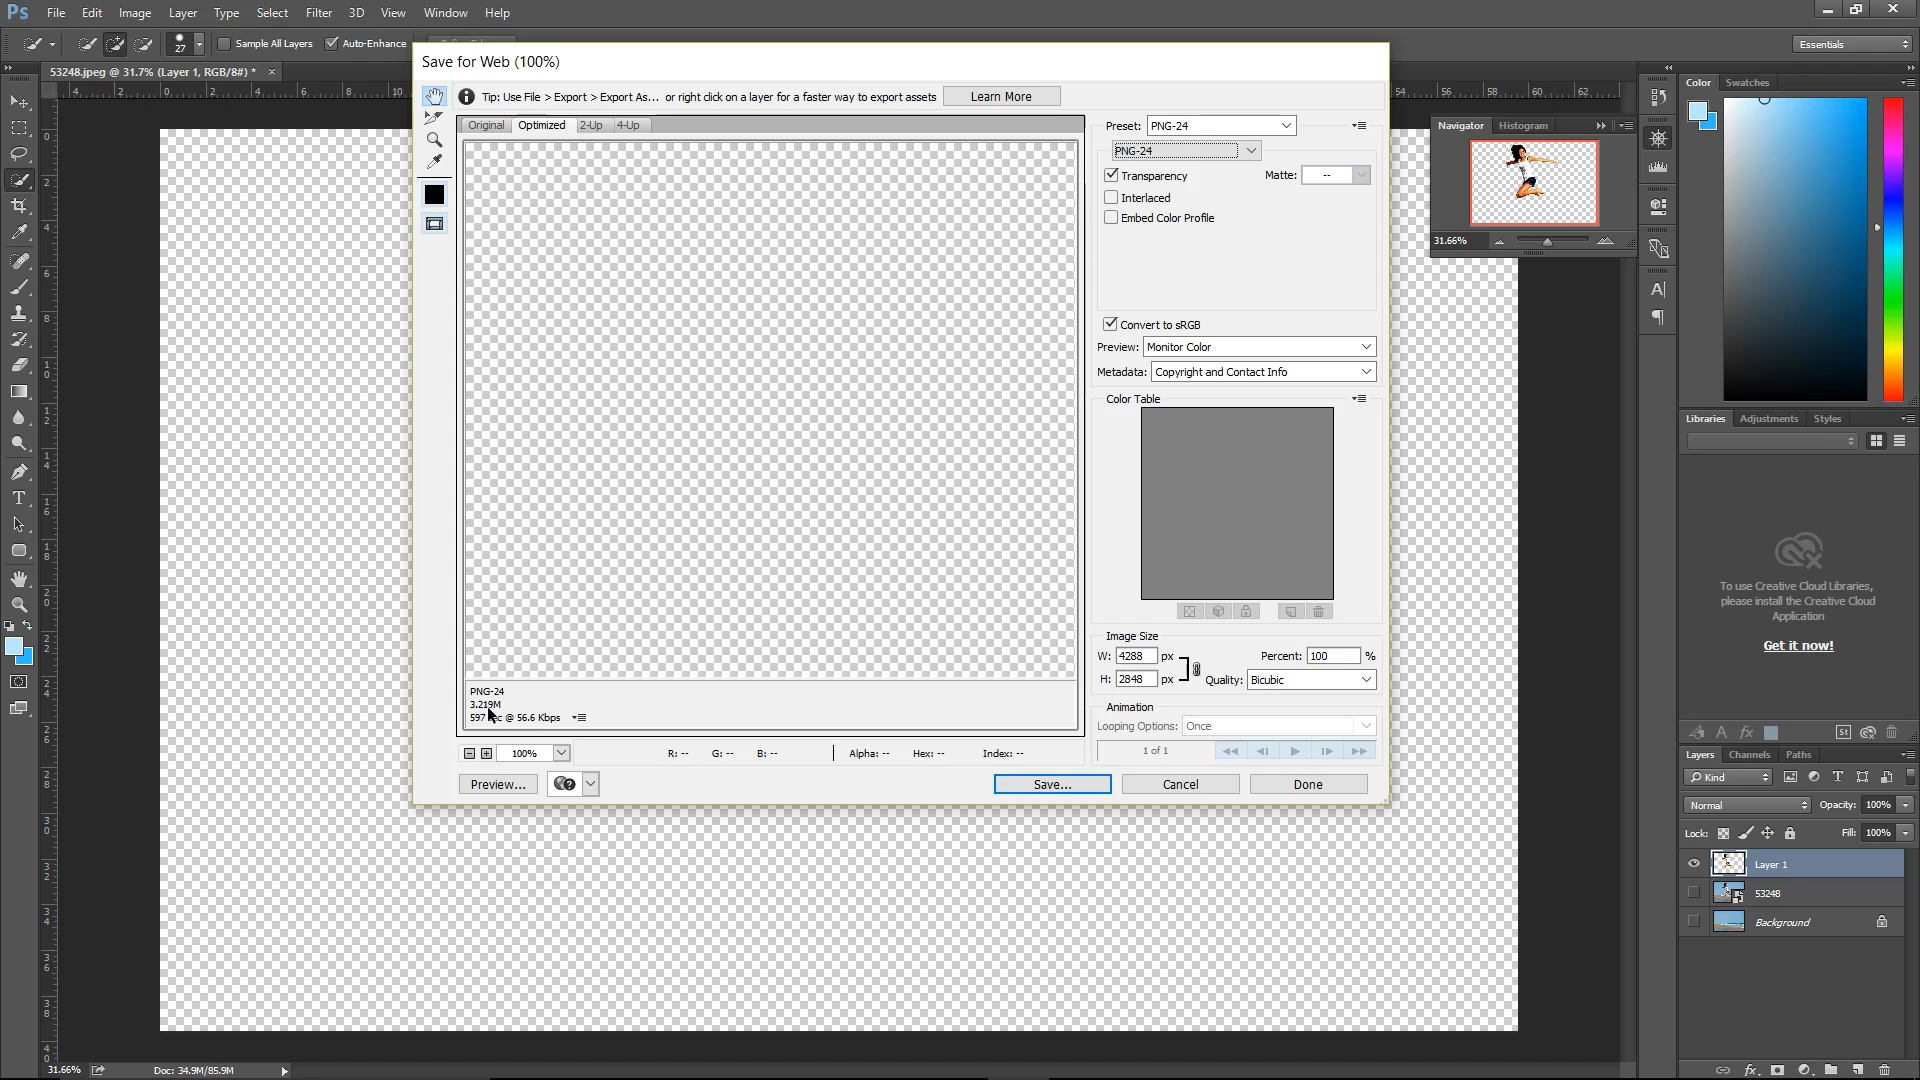 Ps File Edit Image Layer Type Select Filter 3D View Window Help
27 Sample All Layers Auto-Enhance
Essentials
53248.jpeg @ 31.7% (Layer 1, RGB/8#) * ×
Save for Web (100%)
Tip: Use File > Export > Export As... or right click on a layer for a faster way to export assets Learn More
Original Optimized 2-Up 4-Up
PNG-24
3.219M
@ 56.6 Kbps
100% R: -- G: -- B: -- Alpha: -- Hex: -- Index: --
Preview... Save... Cancel Done
Preset: PNG-24
PNG-24
Transparency Matte: --
Interlaced
Embed Color Profile
Convert to sRGB
Preview: Monitor Color
Metadata: Copyright and Contact Info
Color Table
Image Size
W: 4288 px Percent: 100 %
H: 2848 px Quality: Bicubic
Animation
Looping Options: Once
1 of 1
Navigator Histogram
31.66%
Color Swatches
Libraries Adjustments Styles
To use Creative Cloud Libraries,
please install the Creative Cloud
Application
Get it now!
Layers Channels Paths
Kind
Normal Opacity: 100%
Lock: Fill: 100%
Layer 1
53248
Background
31.66% Doc: 34.9M/85.9M